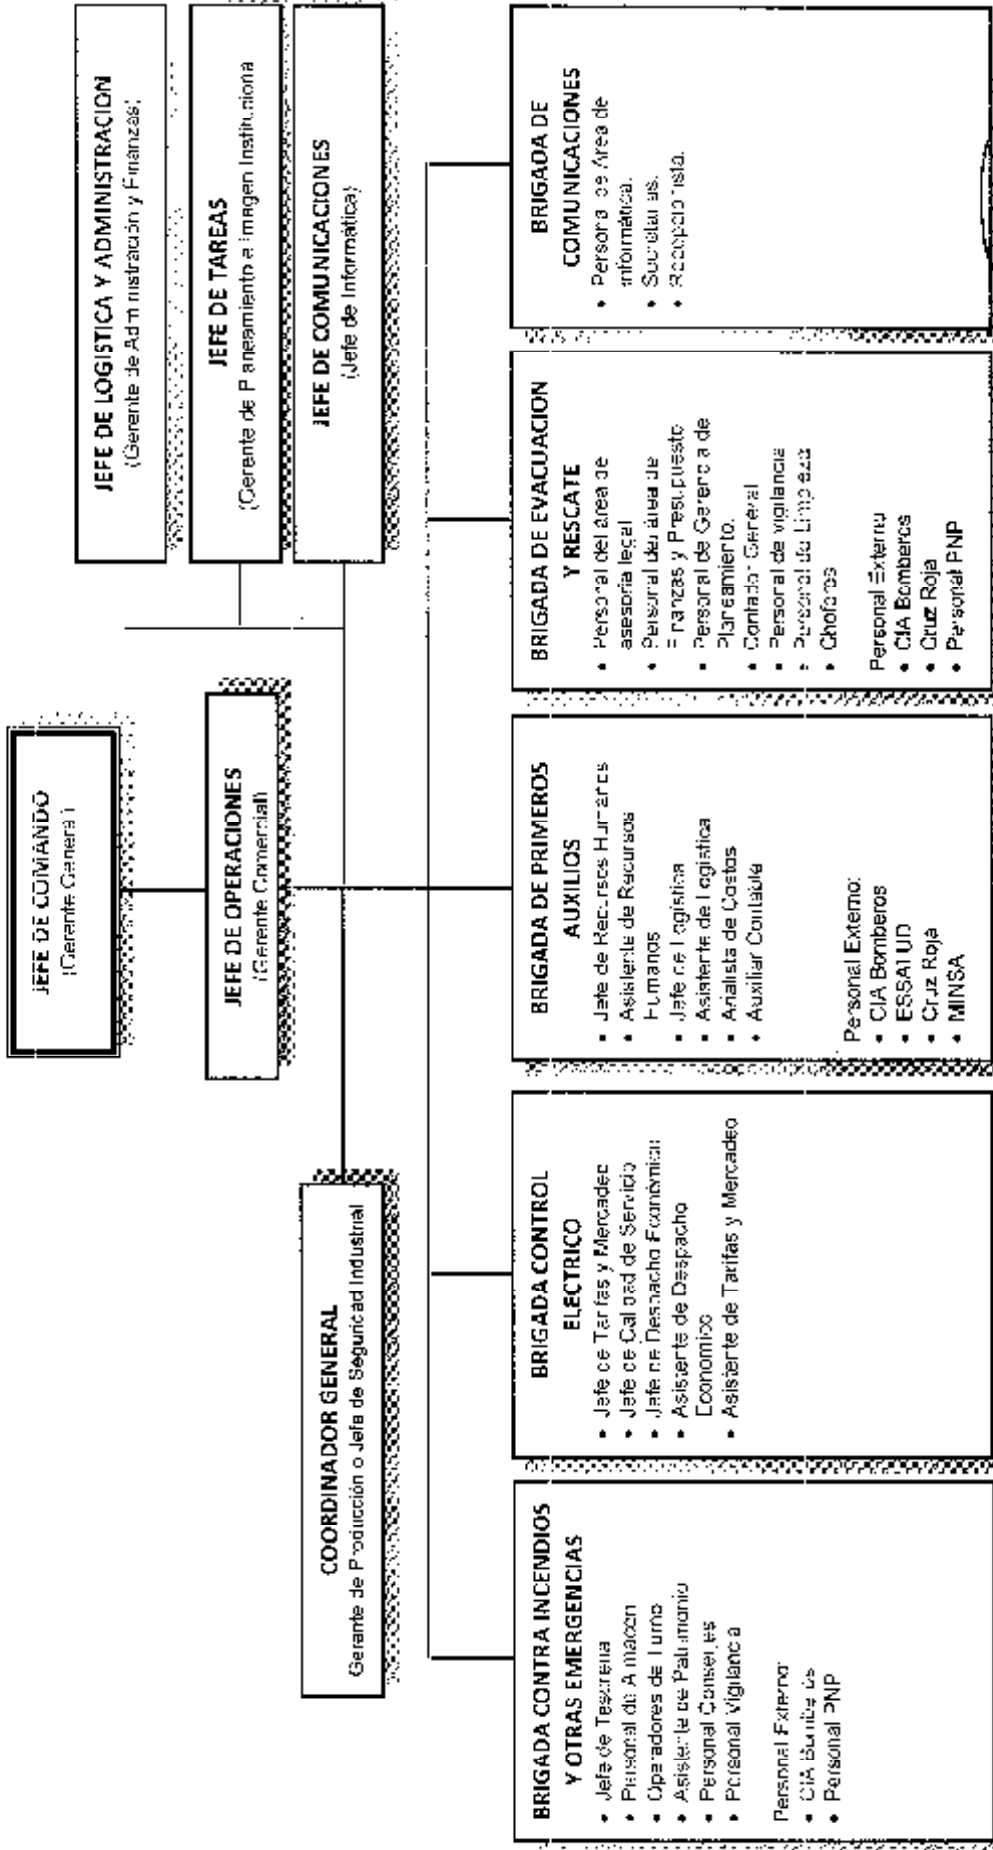 JEFE DE COMANDO
(Gerente General)
JEFE DE OPERACIONES
(Gerente Comercial)
JEFE DE LOGISTICA Y ADMINISTRACION
(Gerente de Administración y Finanzas)
JEFE DE TAREAS
(Gerente de Planeamiento e Imagen Instituciona
JEFE DE COMUNICACIONES
(Jefe de Informática)
COORDINADOR GENERAL
Gerente de Producción o Jefe de Seguridad Industrial
BRIGADA CONTRA INCENDIOS
Y OTRAS EMERGENCIAS
• Jefe de Tesorería
• Personal de Almacén
• Operadores de Turno
• Asistente de Patrimonio
• Personal Conserjes
• Personal Vigilancia
Personal Externo:
• CIA Bomberos
• Personal PNP
BRIGADA CONTROL
ELECTRICO
• Jefe de Tarifas y Mercadeo
• Jefe de Calidad de Servicio
• Jefe de Despacho Económico
• Asistente de Despacho
Económico
• Asistente de Tarifas y Mercadeo
BRIGADA DE PRIMEROS
AUXILIOS
• Jefe de Recursos Humanos
• Asistente de Recursos
Humanos
• Jefe de Logística
• Asistente de Logística
• Analista de Costos
• Auxiliar Contable
Personal Externo:
• CIA Bomberos
• ESSALUD
• Cruz Roja
• MINSA
BRIGADA DE EVACUACION
Y RESCATE
• Personal del área de
asesoría legal
• Personal del área de
Finanzas y Presupuesto
• Personal de Gerencia de
Planeamiento.
• Contador General
• Personal de vigilancia
• Personal de Limpieza
• Choferes
Personal Externo
• CIA Bomberos
• Cruz Roja
• Personal PNP
BRIGADA DE
COMUNICACIONES
• Personal de Área de
informática.
• Secretarias.
• Recepcionista.